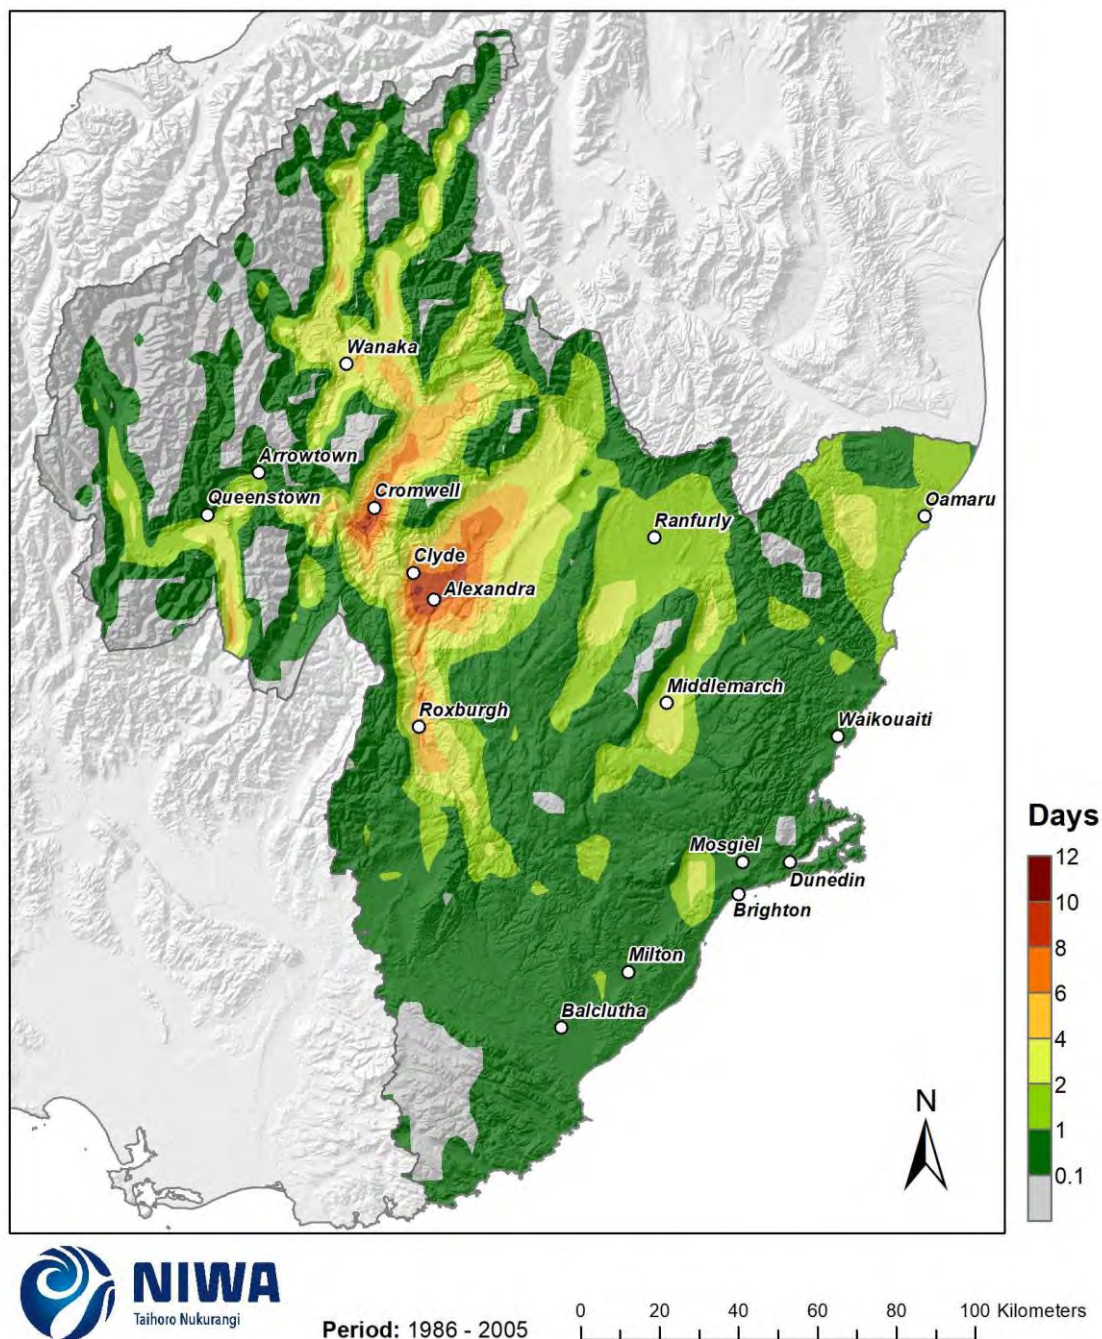 Wanaka
Arrowtown
Queenstown
Cromwell
Oamaru
Ranfurly
Clyde
Alexandra
Middlemarch
Roxburgh
Waikouaiti
Days
Mosgiel
12
Dunedin
10
Brighton
8
Milton
6
Balclutha
4
2
N
1
0.1
NIWA
Taihoro Nukurangi
Period: 1986 - 2005
0 20 40 60 80 100 Kilometers